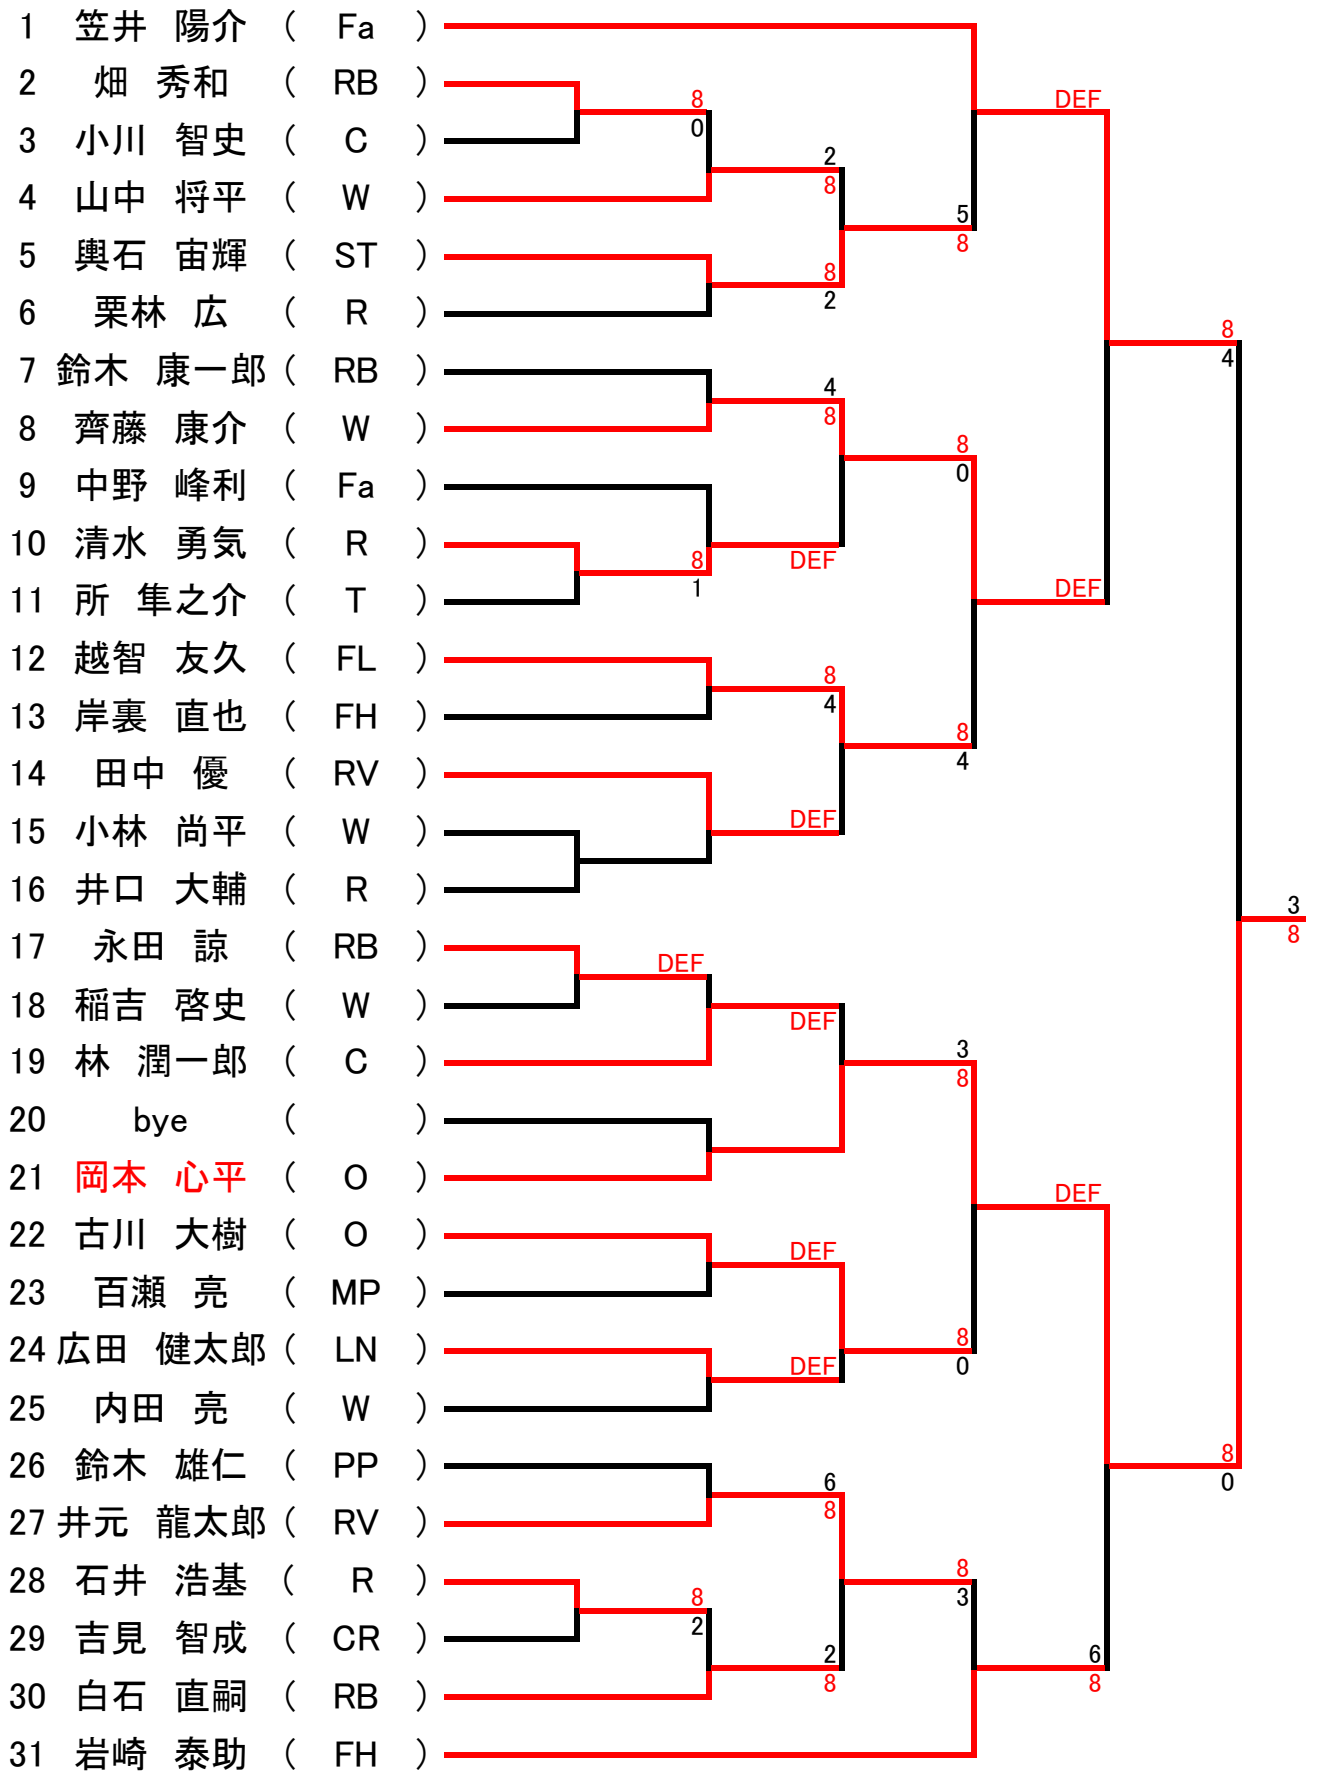 1 笠井 陽介 ( Fa )
DEF
2 畑 秀和 ( RB )
8
0
3 小川 智史 ( C )
2
8
4 山中 将平 ( W )
5
8
5 輿石 宙輝 ( ST )
8
2
6 栗林 広 ( R )
8
4
7 鈴木 康一郎 ( RB )
4
8
8 齊藤 康介 ( W )
8
0
9 中野 峰利 ( Fa )
10 清水 勇気 ( R )
8
1
DEF
11 所 隼之介 ( T )
DEF
12 越智 友久 ( FL )
8
4
13 岸裏 直也 ( FH )
8
4
14 田中 優 ( RV )
DEF
15 小林 尚平 ( W )
16 井口 大輔 ( R )
3
8
17 永田 諒 ( RB )
DEF
18 稲吉 啓史 ( W )
DEF
19 林 潤一郎 ( C )
3
8
20 bye ( )
21 岡本 心平 ( O )
DEF
22 古川 大樹 ( O )
DEF
23 百瀬 亮 ( MP )
24 広田 健太郎 ( LN )
DEF
8
0
25 内田 亮 ( W )
26 鈴木 雄仁 ( PP )
6
8
8
0
27 井元 龍太郎 ( RV )
28 石井 浩基 ( R )
8
2
8
3
29 吉見 智成 ( CR )
30 白石 直嗣 ( RB )
2
8
6
8
31 岩崎 泰助 ( FH )